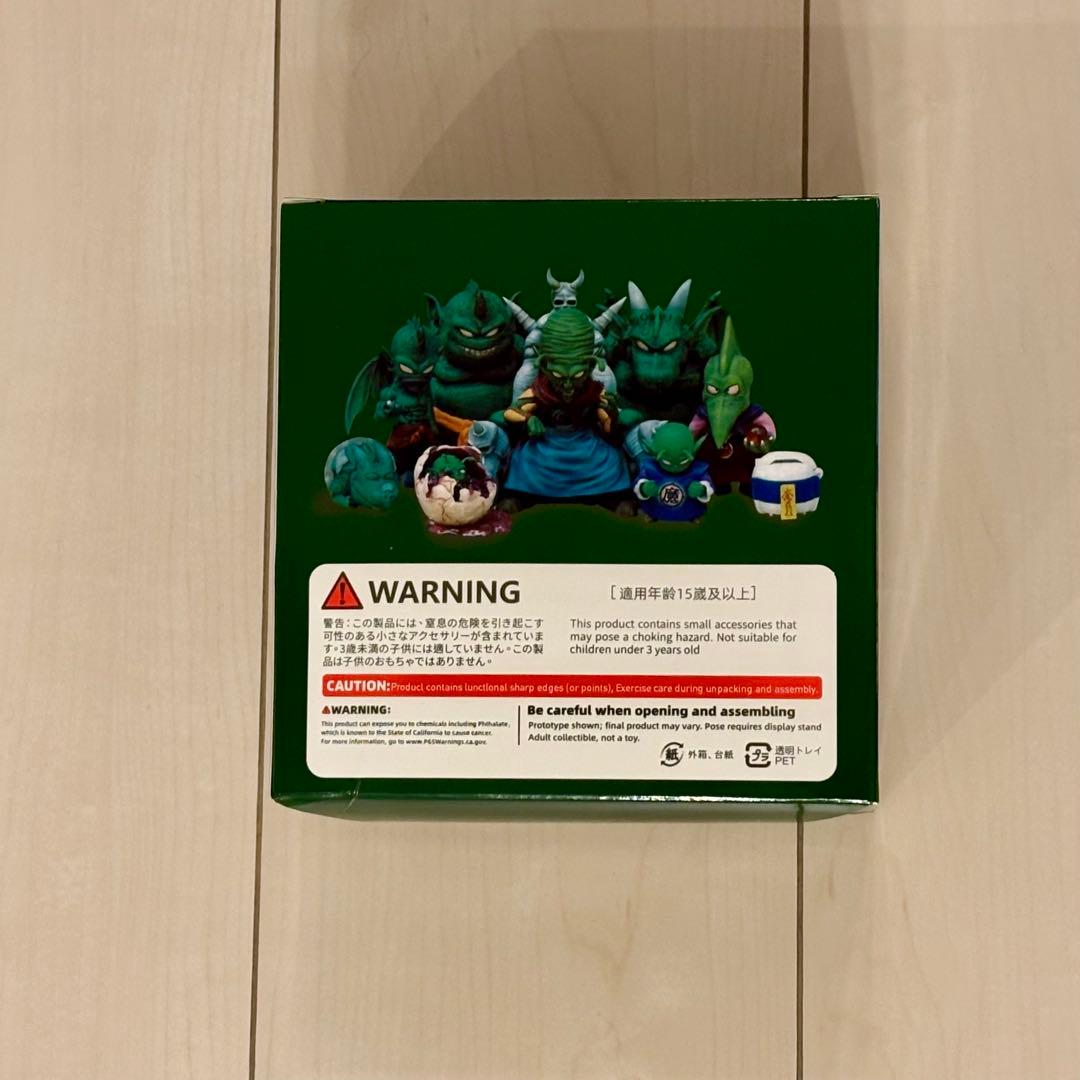 魔
WARNING
[適用年齡15嵗及以上]
警告:この製品には、窒息の危険を引き起こす
可性のある小さなアクセサリーが含まれていま
す。3歳未満の子供には適していません。この製
品は子供のおもちゃではありません。
This product contains small accessories that
may pose a choking hazard. Not suitable for
children under 3 years old
CAUTION:Product contains lunctlonal sharp edges (or points), Exercise care during unpacking and assembly.
WARNING:
This product can expose you to chemicals including Phthalate,
which is known to the State of California to cause cancer.
For more information, go to www.P65Warnings.ca.gov.
Be careful when opening and assembling
Prototype shown; final product may vary. Pose requires display stand
Adult collectible, not a toy.
紙 外箱、台紙
プラ 透明トレイ
PET